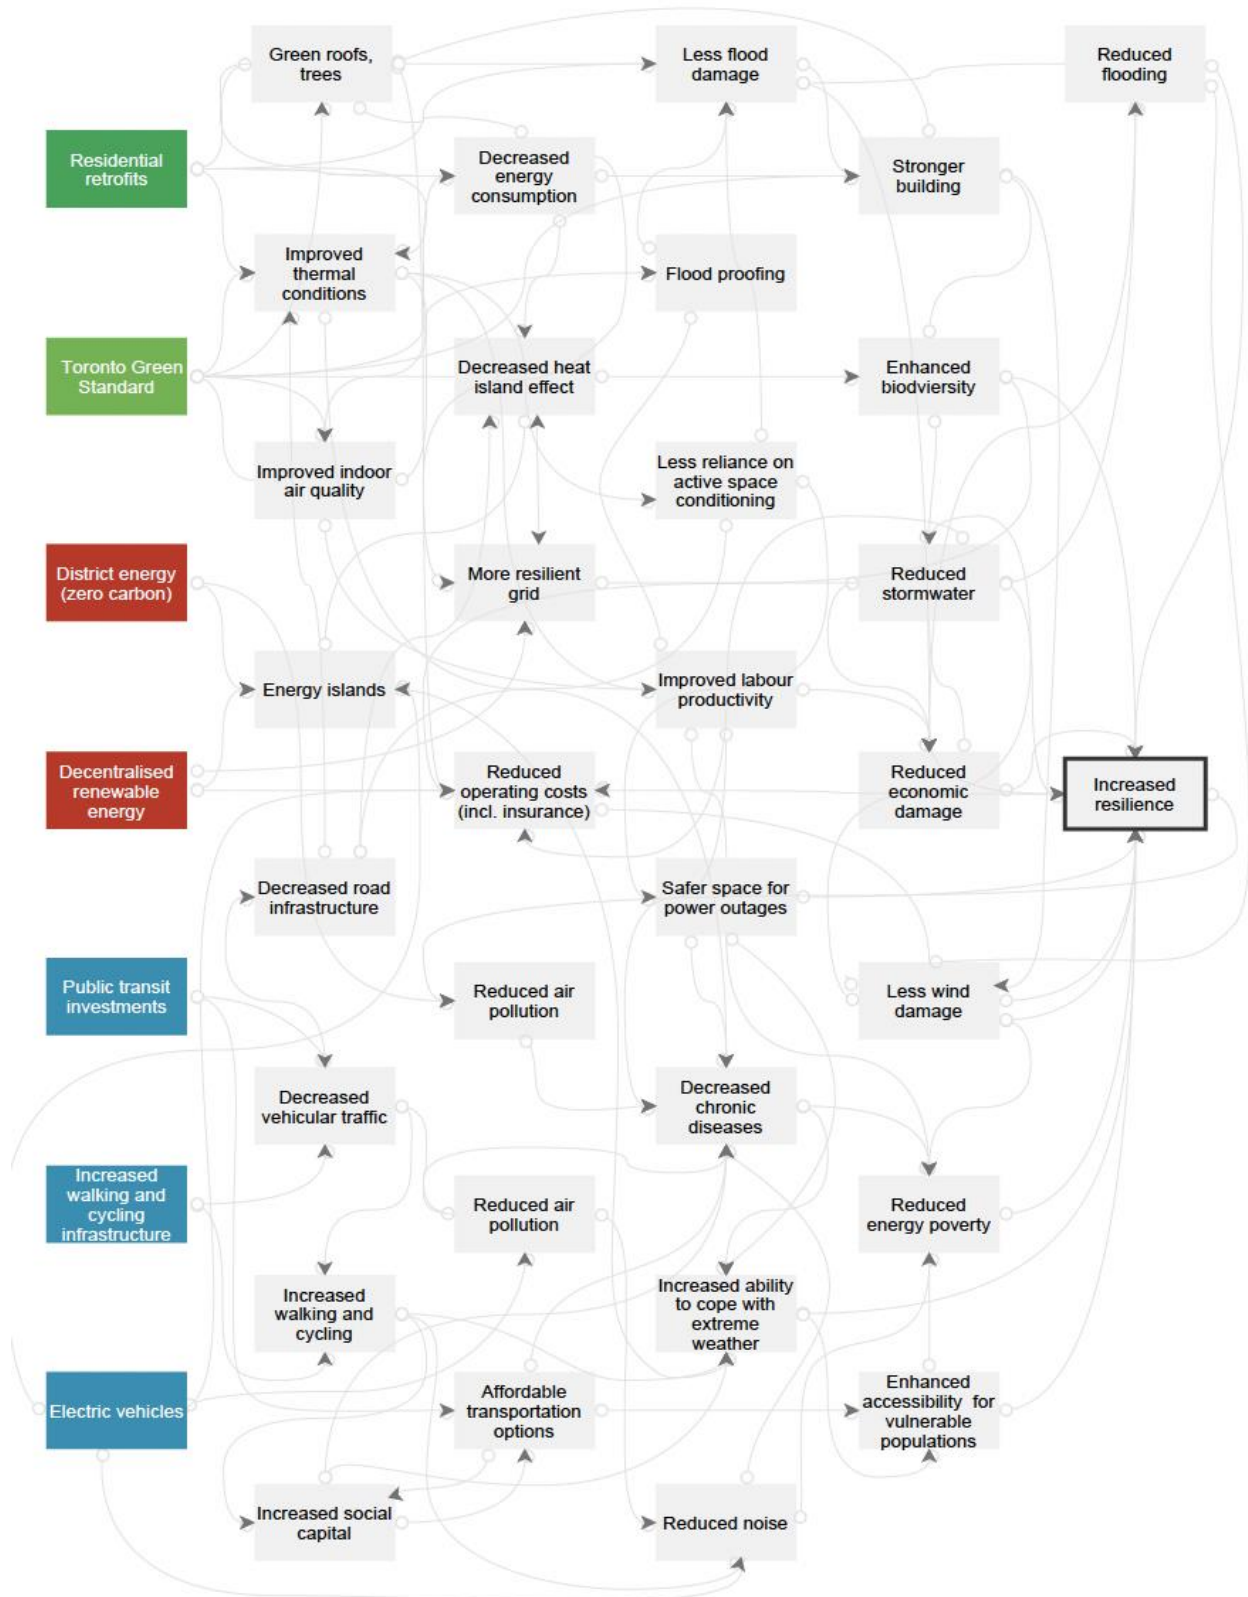 Green roofs,
trees
Less flood
damage
Reduced
flooding
Residential
retrofits
Decreased
energy
consumption
Stronger
building
Improved
thermal
conditions
Flood proofing
Toronto Green
Standard
Decreased heat
island effect
Enhanced
biodviersity
Improved indoor
air quality
Less reliance on
active space
conditioning
District energy
(zero carbon)
More resilient
grid
Reduced
stormwater
Energy islands
Improved labour
productivity
Decentralised
renewable
energy
Reduced
operating costs
(incl. insurance)
Reduced
economic
damage
Increased
resilience
Decreased road
infrastructure
Safer space for
power outages
Public transit
investments
Reduced air
pollution
Less wind
damage
Decreased
vehicular traffic
Decreased
chronic
diseases
Increased
walking and
cycling
infrastructure
Reduced air
pollution
Reduced
energy poverty
Increased
walking and
cycling
Increased ability
to cope with
extreme
weather
Electric vehicles
Affordable
transportation
options
Enhanced
accessibility for
vulnerable
populations
Increased social
capital
Reduced noise